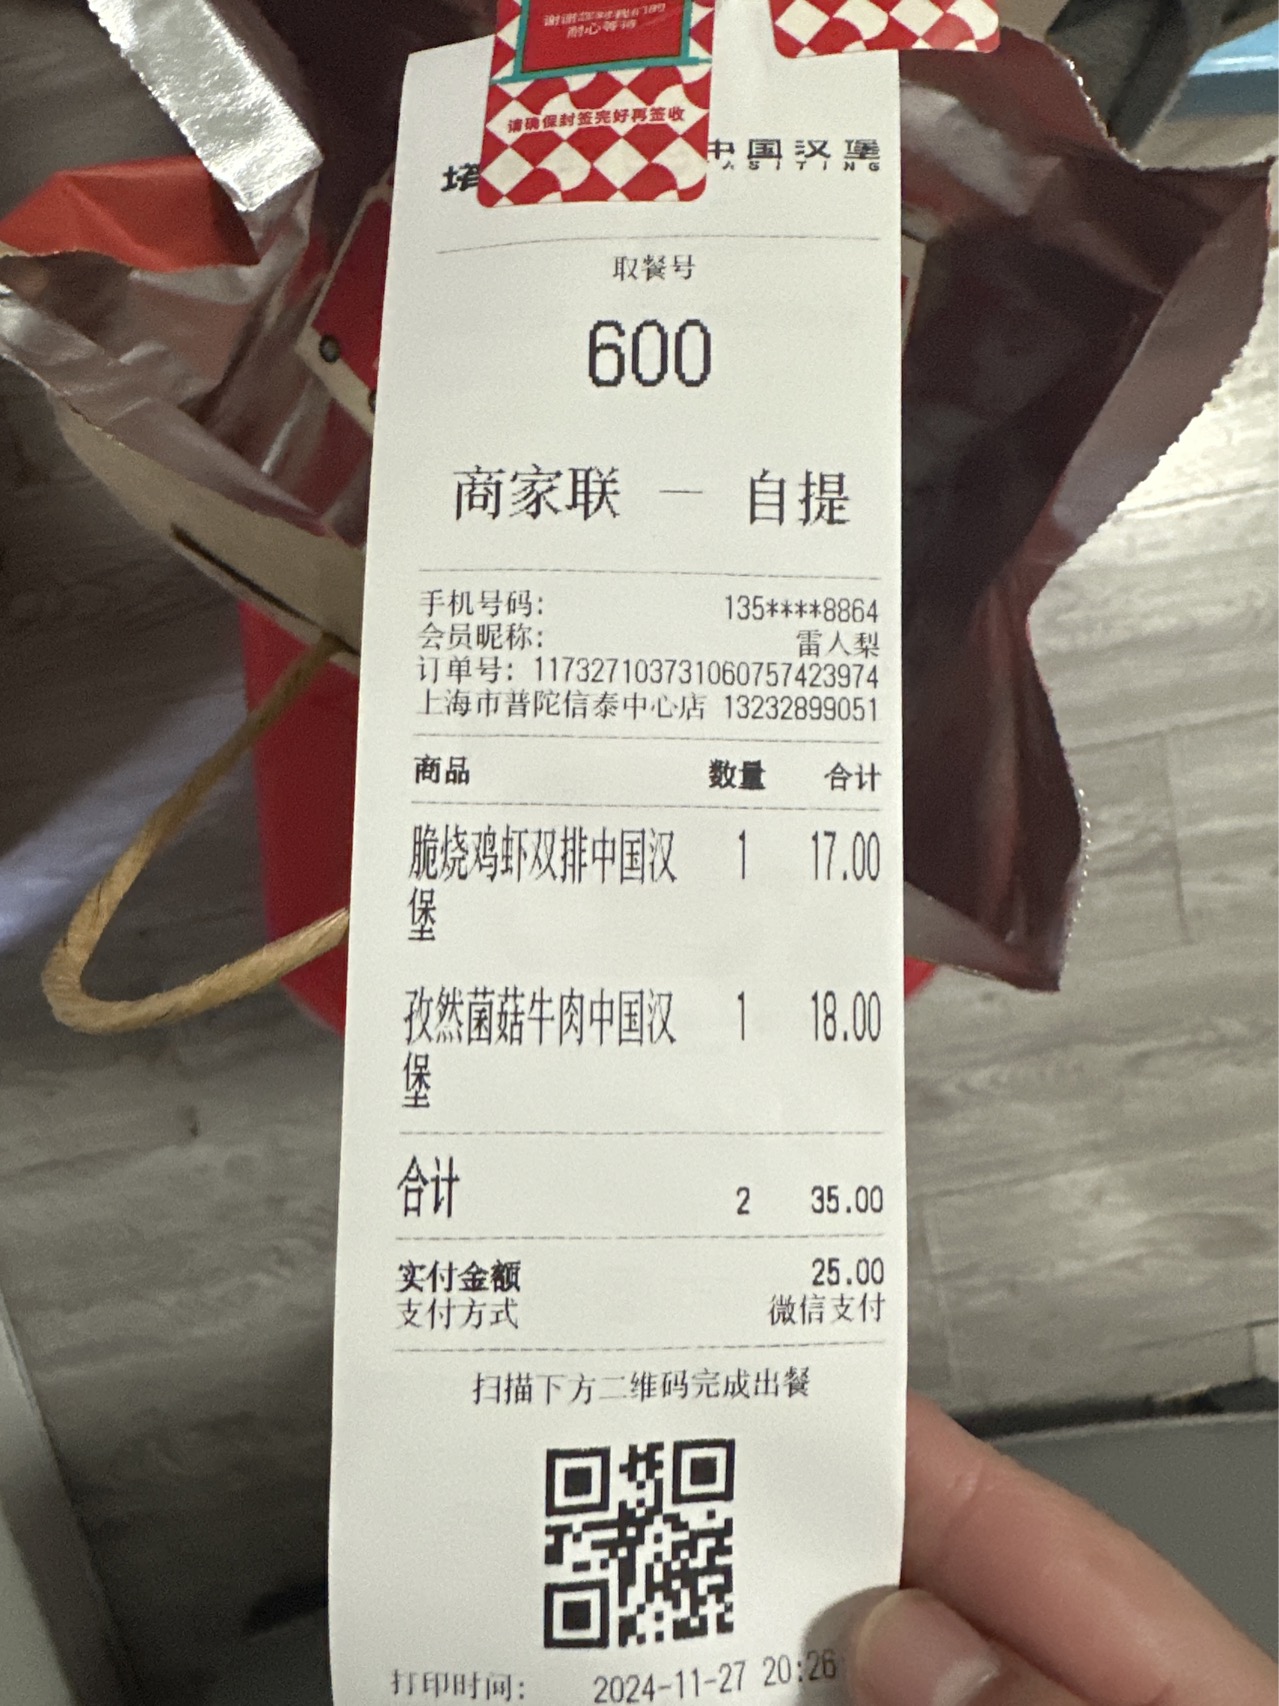 谢谢您
耐心等待
请确保封签完好再签收
塔 中国汉堡
ASITING
取餐号
600
商家联 — 自提
手机号码: 135****8864
会员昵称: 雷人梨
订单号: 117327103731060757423974
上海市普陀信泰中心店 13232899051
商品 数量 合计
脆烧鸡虾双排中国汉 1 17.00
堡
孜然菌菇牛肉中国汉 1 18.00
堡
合计 2 35.00
实付金额 25.00
支付方式 微信支付
扫描下方二维码完成出餐
打印时间: 2024-11-27 20:26